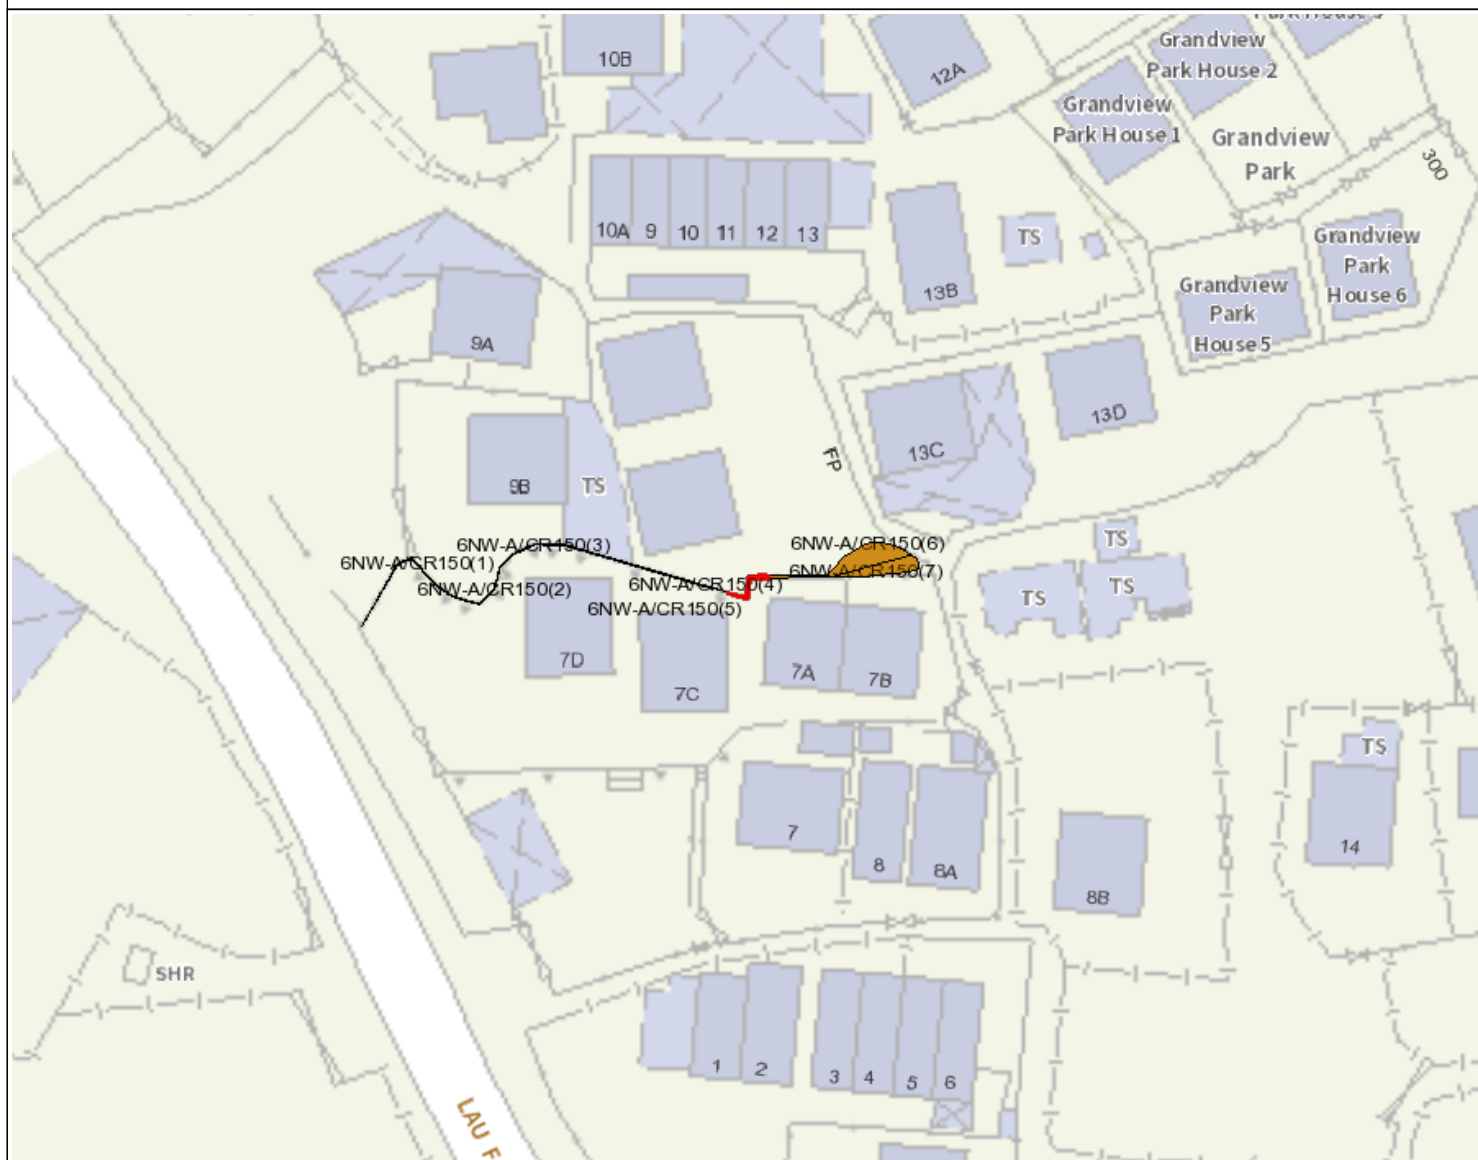 10B
12A
Grandview
Park House 2
Grandview
Park House 1
Grandview
Park
300
10A
9
10
11
12
13
TS
13B
Grandview
Park
House 6
Grandview
Park
House 5
9A
13D
13C
FP
9B
TS
TS
6NW-A/CR150(1)
6NW-A/CR150(2)
6NW-A/CR150(3)
6NW-A/CR150(4)
6NW-A/CR150(5)
6NW-A/CR150(6)
6NW-A/CR150(7)
TS
TS
7D
7C
7A
7B
TS
7
8
8A
8B
14
SHR
1
2
3
4
5
6
LAU F